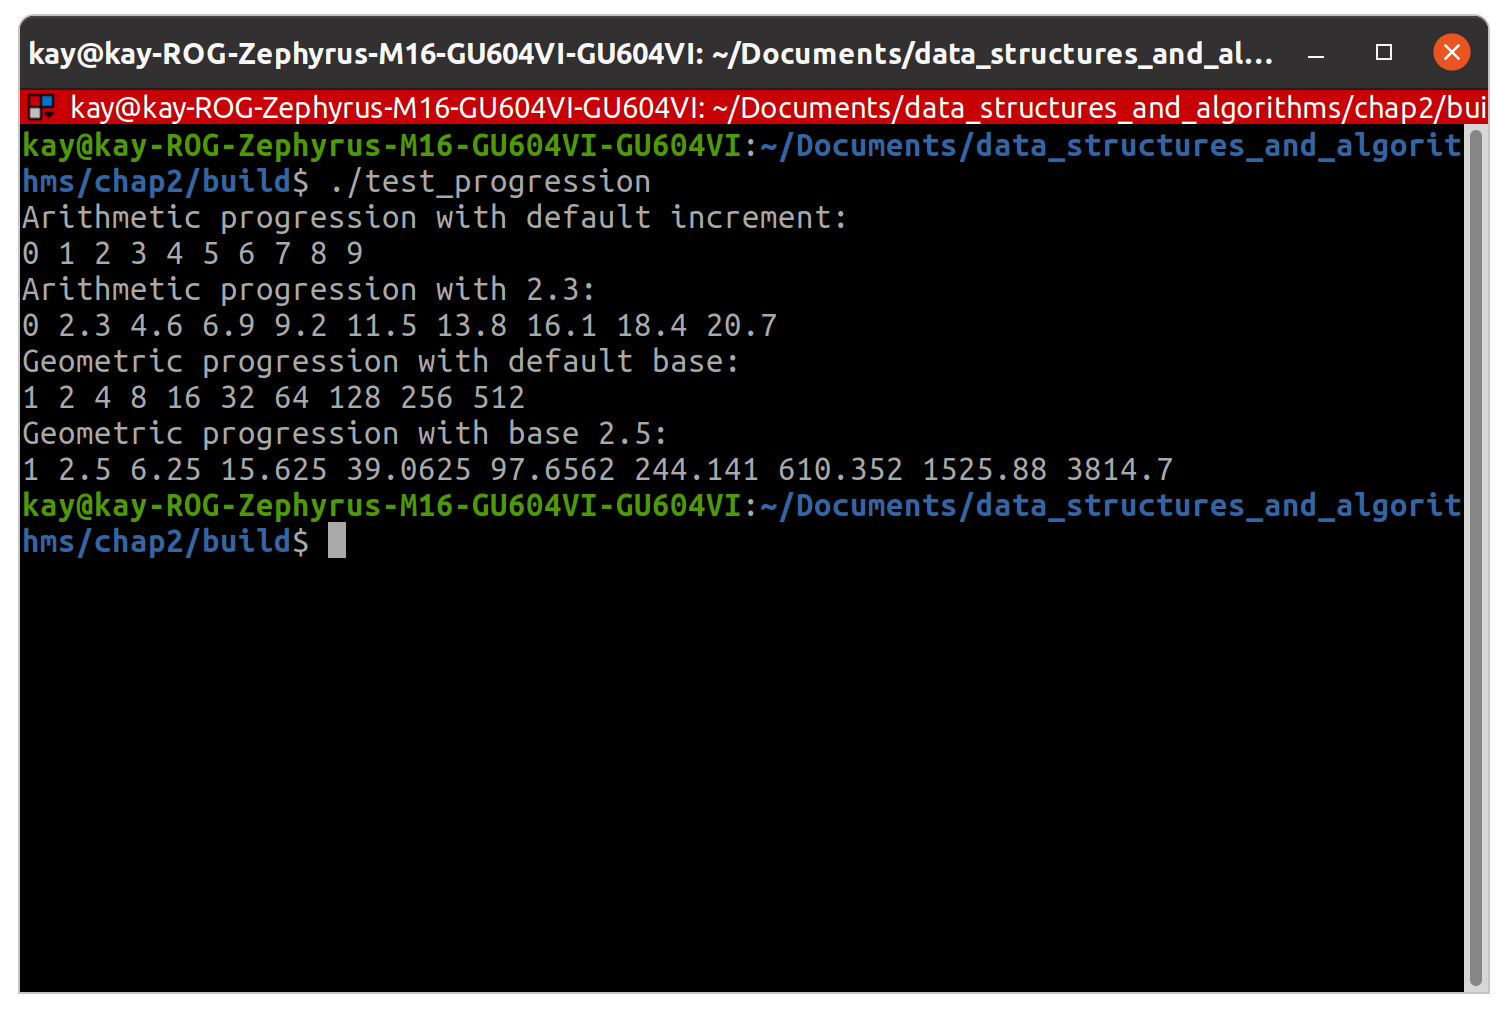 kay@kay-ROG-Zephyrus-M16-GU604VI-GU604VI: ~/Documents/data_structures_and_al...
kay@kay-ROG-Zephyrus-M16-GU604VI-GU604VI: ~/Documents/data_structures_and_algorithms/chap2/bui
kay@kay-ROG-Zephyrus-M16-GU604VI-GU604VI:~/Documents/data_structures_and_algorit
hms/chap2/build$ ./test_progression
Arithmetic progression with default increment:
0 1 2 3 4 5 6 7 8 9
Arithmetic progression with 2.3:
0 2.3 4.6 6.9 9.2 11.5 13.8 16.1 18.4 20.7
Geometric progression with default base:
1 2 4 8 16 32 64 128 256 512
Geometric progression with base 2.5:
1 2.5 6.25 15.625 39.0625 97.6562 244.141 610.352 1525.88 3814.7
kay@kay-ROG-Zephyrus-M16-GU604VI-GU604VI:~/Documents/data_structures_and_algorit
hms/chap2/build$